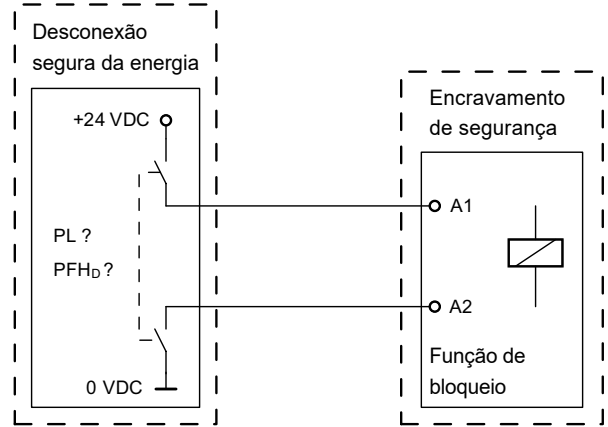 Desconexão
segura da energia
+24 VDC
PL ?
PFHD ?
0 VDC
Encravamento
de segurança
A1
A2
Função de
bloqueio